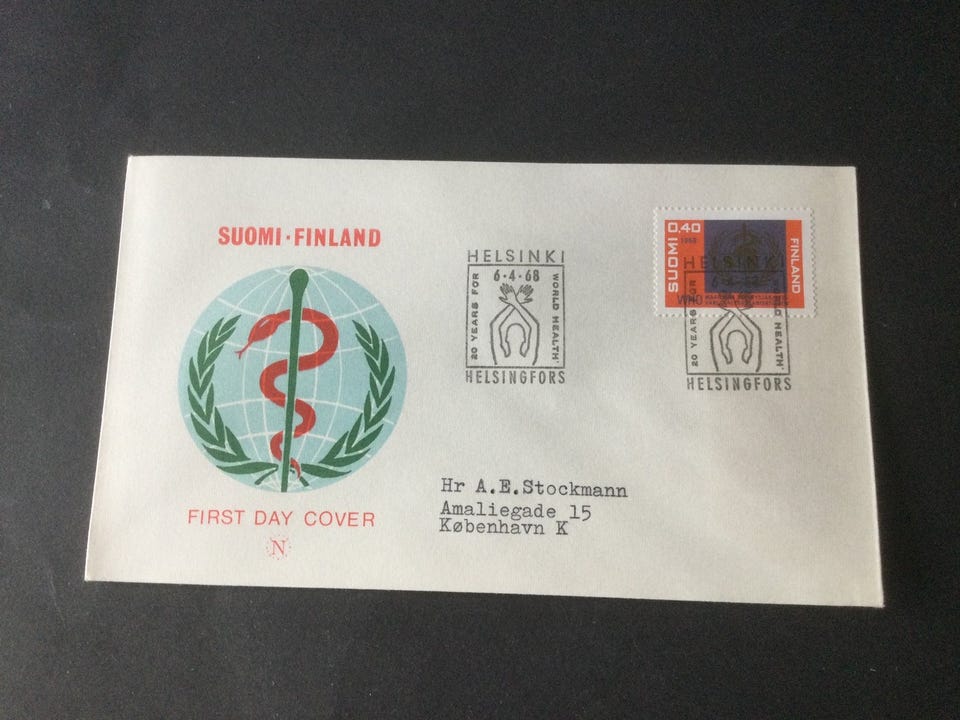 SUOMI·FINLAND
FIRST DAY COVER
N
HELSINKI
6·4·68
20 YEARS FOR
WORLD HEALTH
HELSINGFORS
SUOMI 0,40
1968
FINLAND
WHO
HELSINKI
6
20 YEARS FOR
WORLD HEALTH
HELSINGFORS
Hr A.E.Stockmann
Amaliegade 15
København K